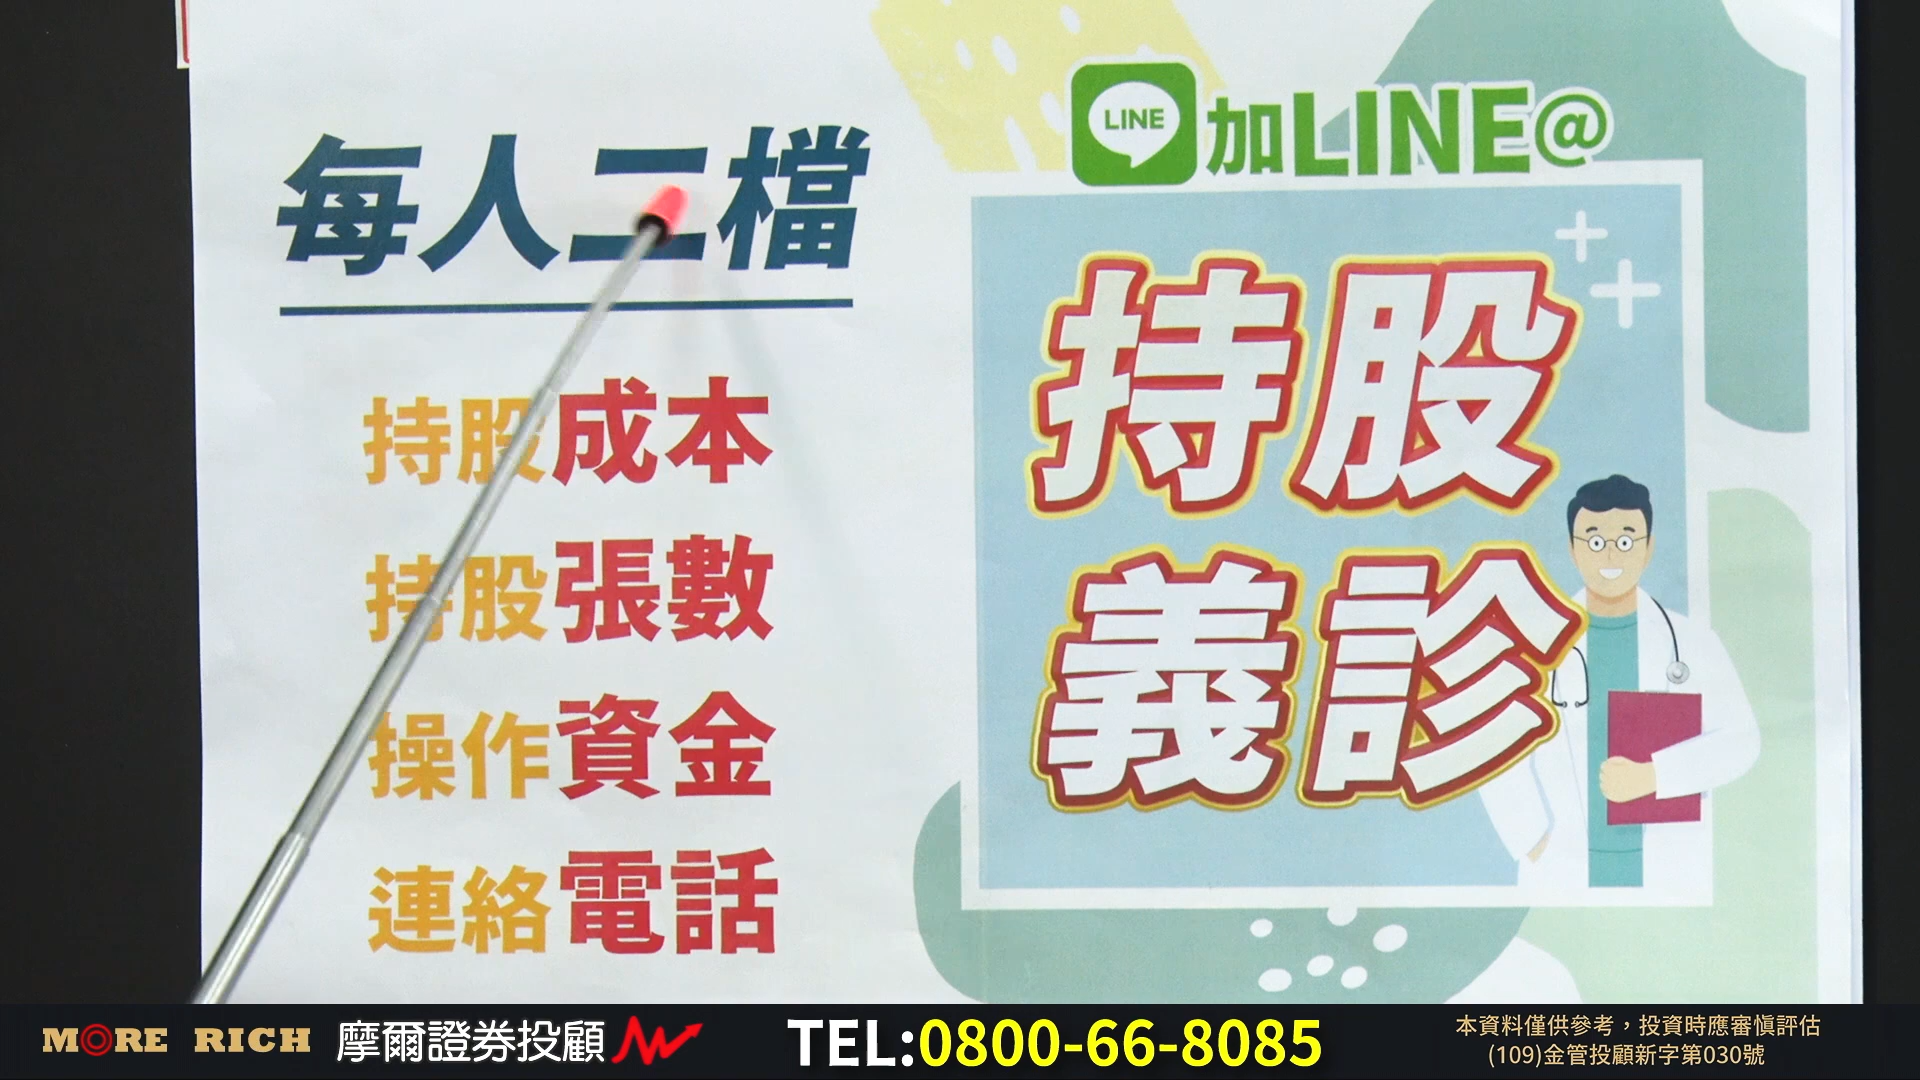 每人二檔
持股成本
持股張數
操作資金
連絡電話
LINE
加LINE@
持股
義診
MORE RICH 摩爾證券投顧
TEL:0800-66-8085
本資料僅供參考，投資時應審慎評估
(109)金管投顧新字第030號